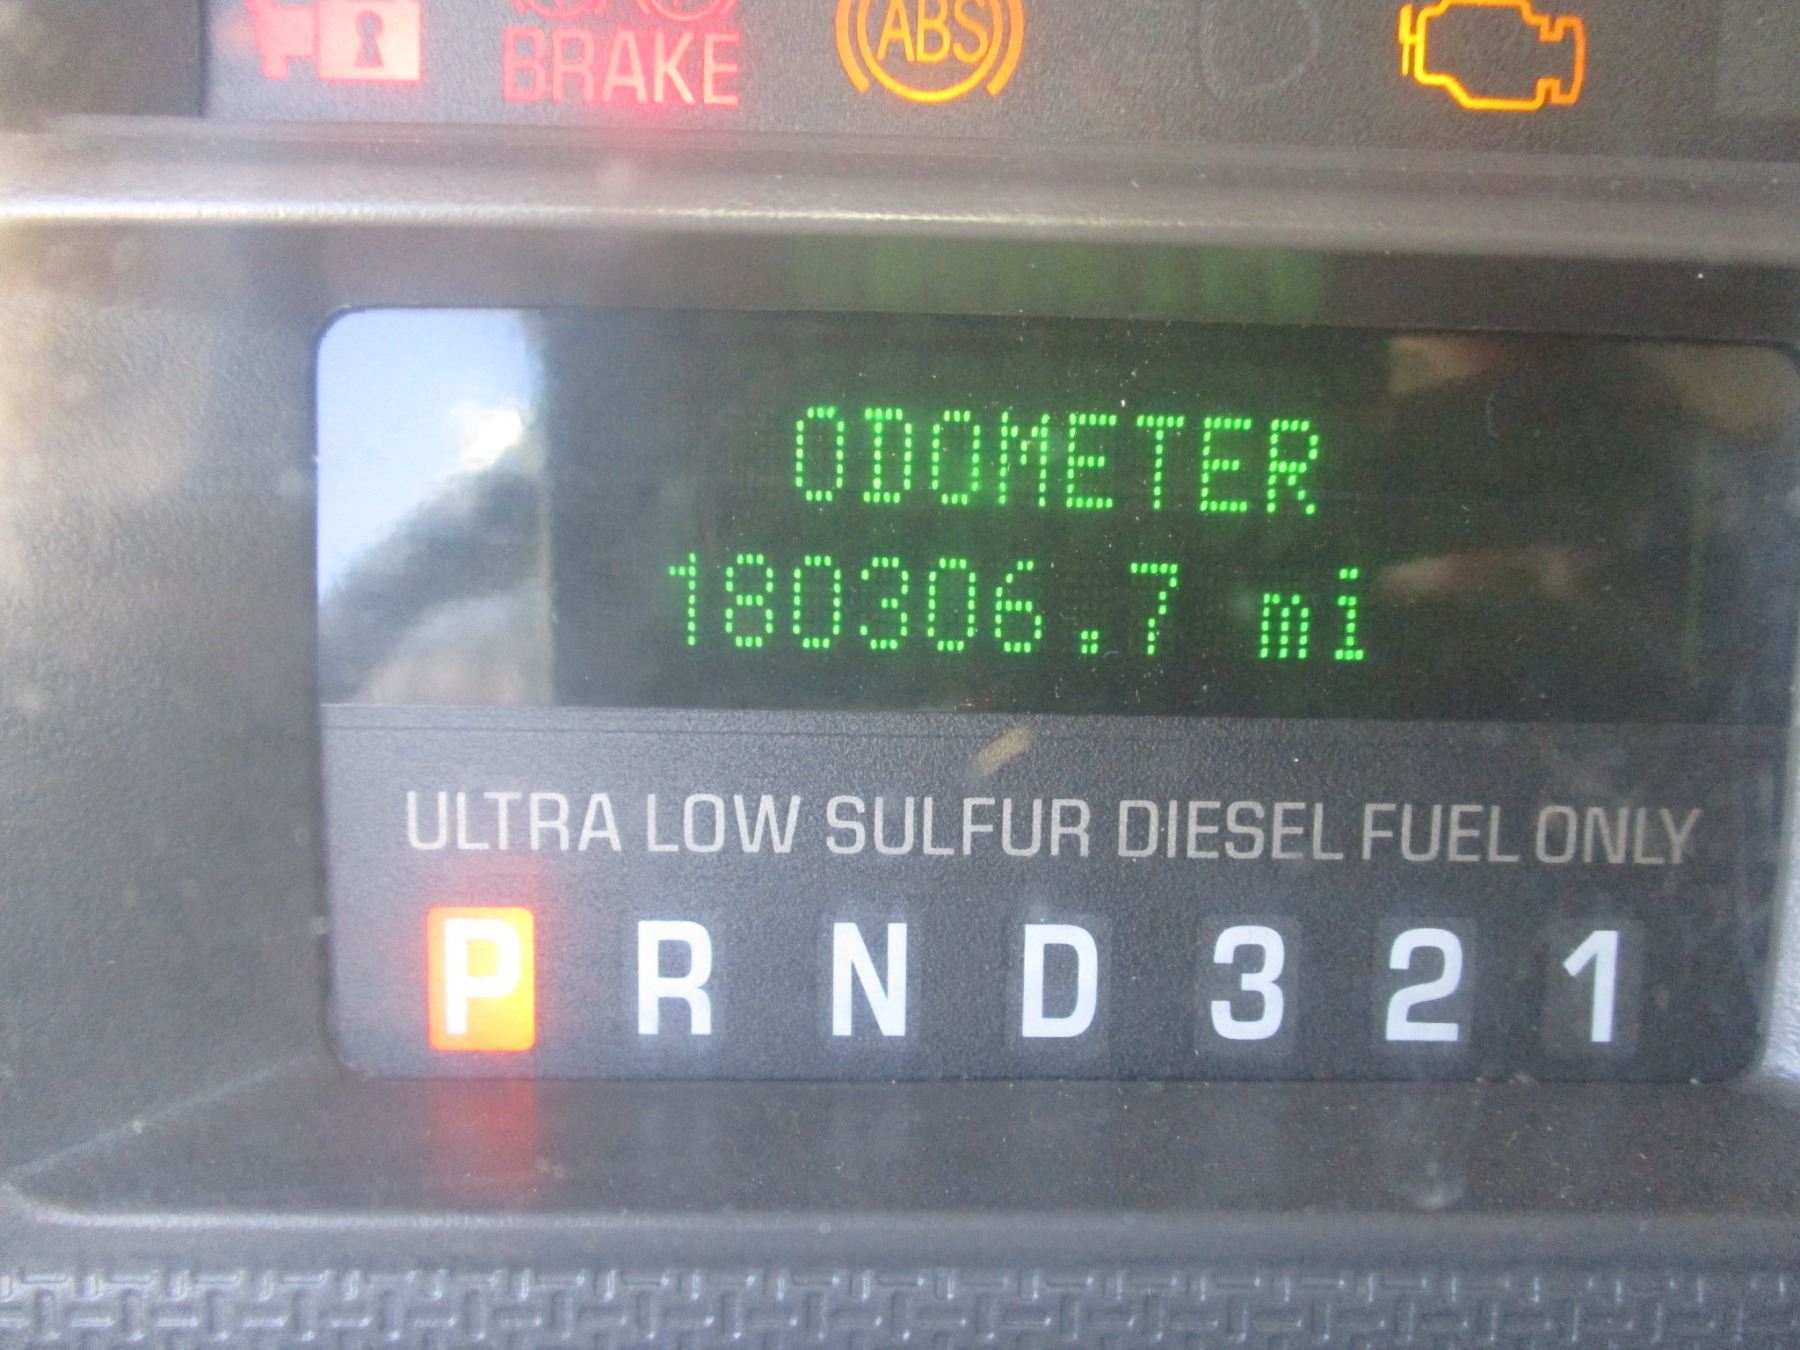 BRAKE ABS
ODOMETER
180306.7 mi
ULTRA LOW SULFUR DIESEL FUEL ONLY
P R N D 3 2 1